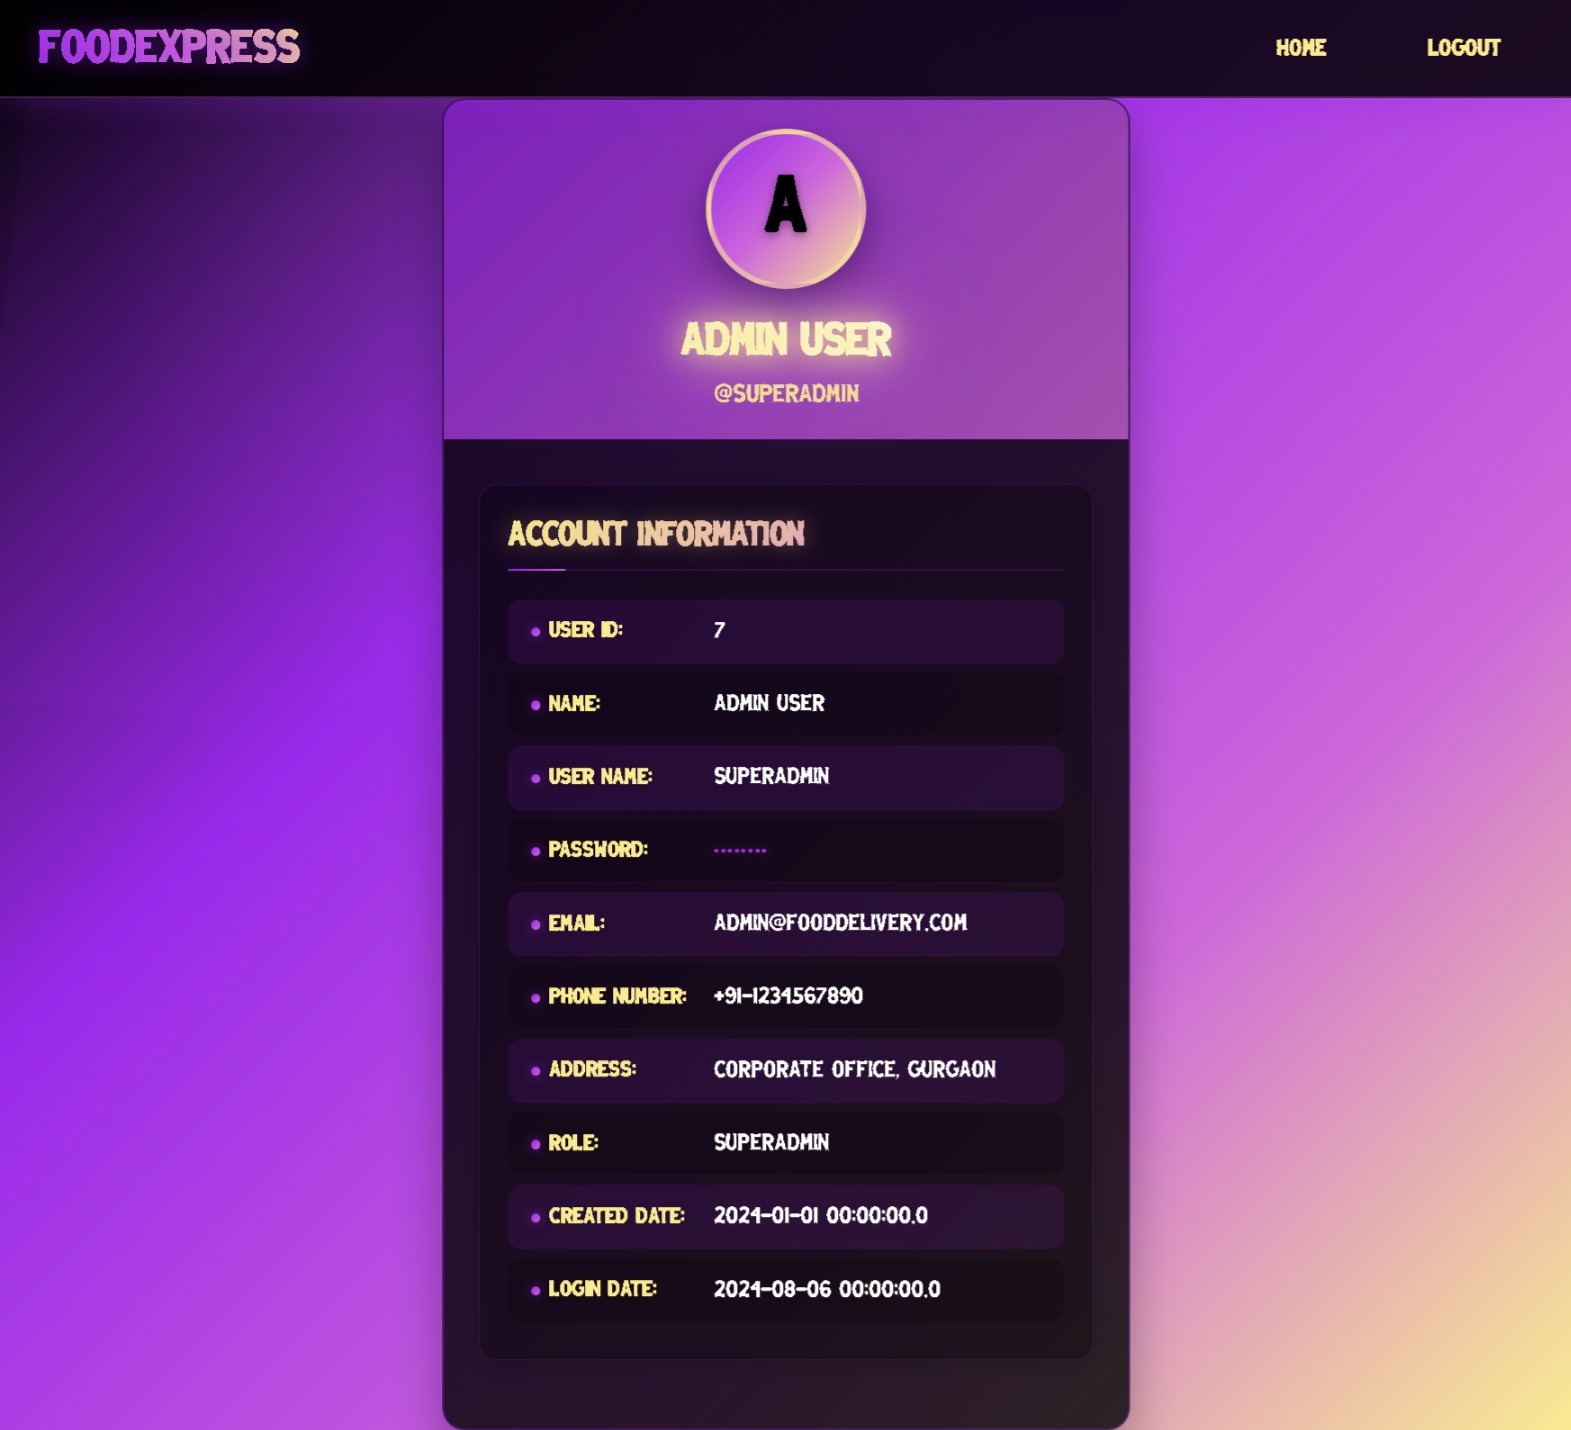 FOODEXPRESS
HOME LOGOUT
A
ADMIN USER
@SUPERADMIN
ACCOUNT INFORMATION
USER ID: 7
NAME: ADMIN USER
USER NAME: SUPERADMIN
PASSWORD: ••••••••
EMAIL: ADMIN@FOODDELIVERY.COM
PHONE NUMBER: +91-1234567890
ADDRESS: CORPORATE OFFICE, GURGAON
ROLE: SUPERADMIN
CREATED DATE: 2024-01-01 00:00:00.0
LOGIN DATE: 2024-08-06 00:00:00.0